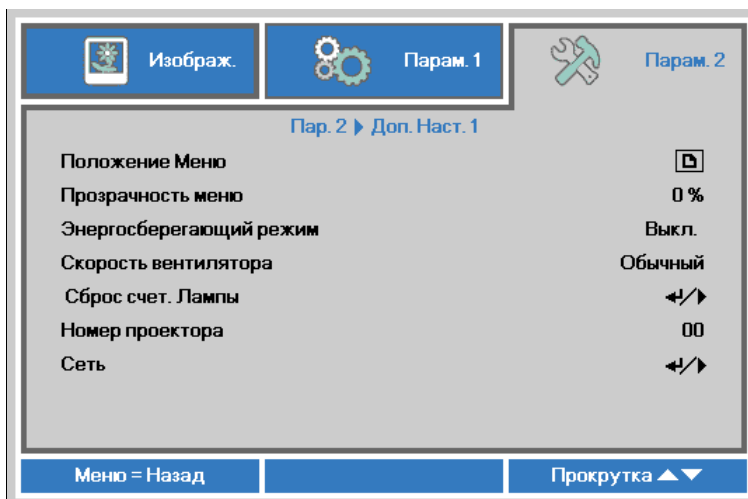 Изображ. Парам. 1 Парам. 2
Пар. 2 Доп. Наст. 1
Положение Меню
Прозрачность меню 0 %
Энергосберегающий режим Выкл.
Скорость вентилятора Обычный
Сброс счет. Лампы
Номер проектора 00
Сеть
Меню = Назад Прокрутка